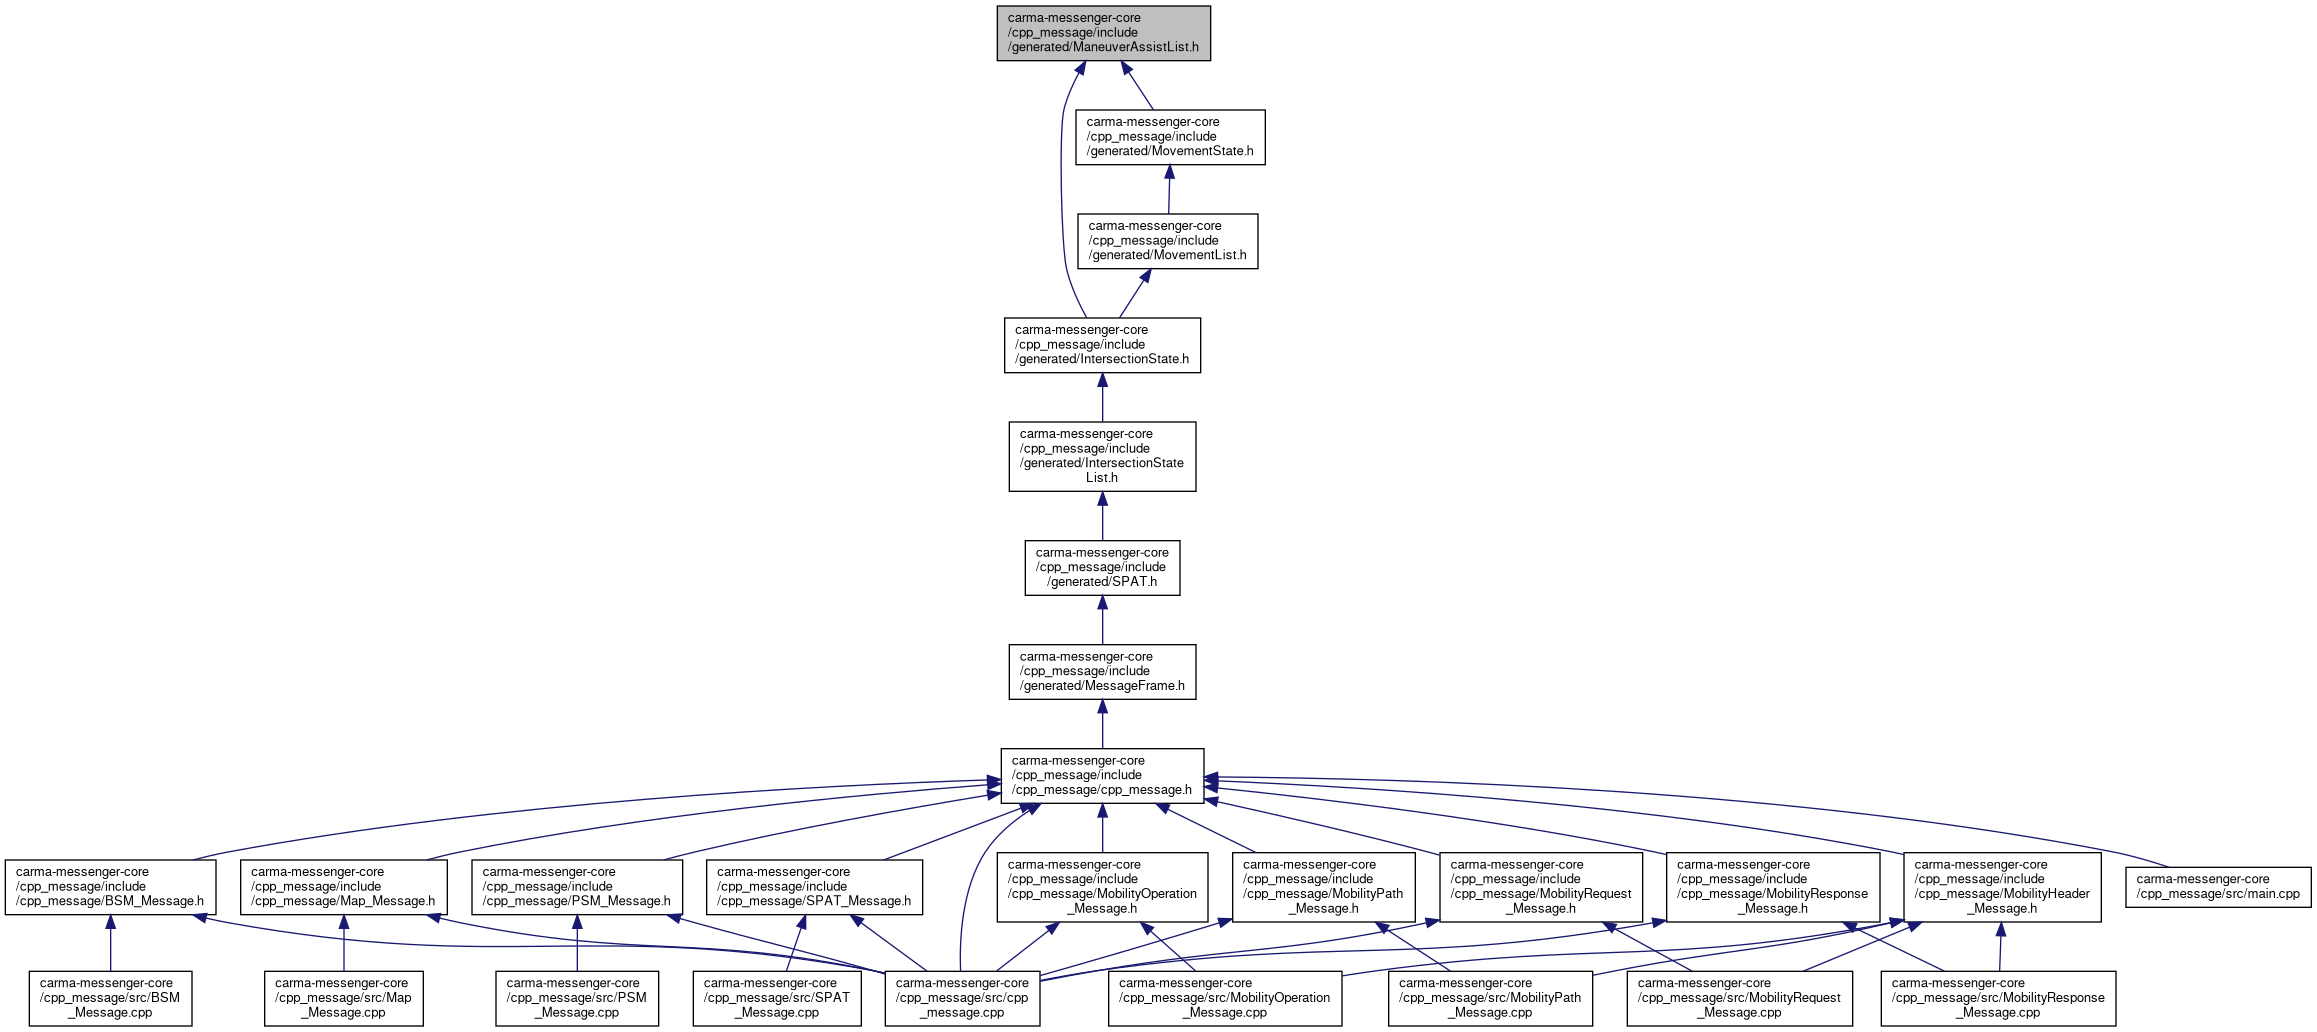 carma-messenger-core
/cpp_message/include
/generated/ManeuverAssistList.h
carma-messenger-core
/cpp_message/include
/generated/MovementState.h
carma-messenger-core
/cpp_message/include
/generated/MovementList.h
carma-messenger-core
/cpp_message/include
/generated/IntersectionState.h
carma-messenger-core
/cpp_message/include
/generated/IntersectionState
List.h
carma-messenger-core
/cpp_message/include
/generated/SPAT.h
carma-messenger-core
/cpp_message/include
/generated/MessageFrame.h
carma-messenger-core
/cpp_message/include
/cpp_message/cpp_message.h
carma-messenger-core
/cpp_message/include
/cpp_message/BSM_Message.h
carma-messenger-core
/cpp_message/include
/cpp_message/Map_Message.h
carma-messenger-core
/cpp_message/include
/cpp_message/PSM_Message.h
carma-messenger-core
/cpp_message/include
/cpp_message/SPAT_Message.h
carma-messenger-core
/cpp_message/include
/cpp_message/MobilityOperation
_Message.h
carma-messenger-core
/cpp_message/include
/cpp_message/MobilityPath
_Message.h
carma-messenger-core
/cpp_message/include
/cpp_message/MobilityRequest
_Message.h
carma-messenger-core
/cpp_message/include
/cpp_message/MobilityResponse
_Message.h
carma-messenger-core
/cpp_message/include
/cpp_message/MobilityHeader
_Message.h
carma-messenger-core
/cpp_message/src/main.cpp
carma-messenger-core
/cpp_message/src/BSM
_Message.cpp
carma-messenger-core
/cpp_message/src/Map
_Message.cpp
carma-messenger-core
/cpp_message/src/PSM
_Message.cpp
carma-messenger-core
/cpp_message/src/SPAT
_Message.cpp
carma-messenger-core
/cpp_message/src/cpp
_message.cpp
carma-messenger-core
/cpp_message/src/MobilityOperation
_Message.cpp
carma-messenger-core
/cpp_message/src/MobilityPath
_Message.cpp
carma-messenger-core
/cpp_message/src/MobilityRequest
_Message.cpp
carma-messenger-core
/cpp_message/src/MobilityResponse
_Message.cpp